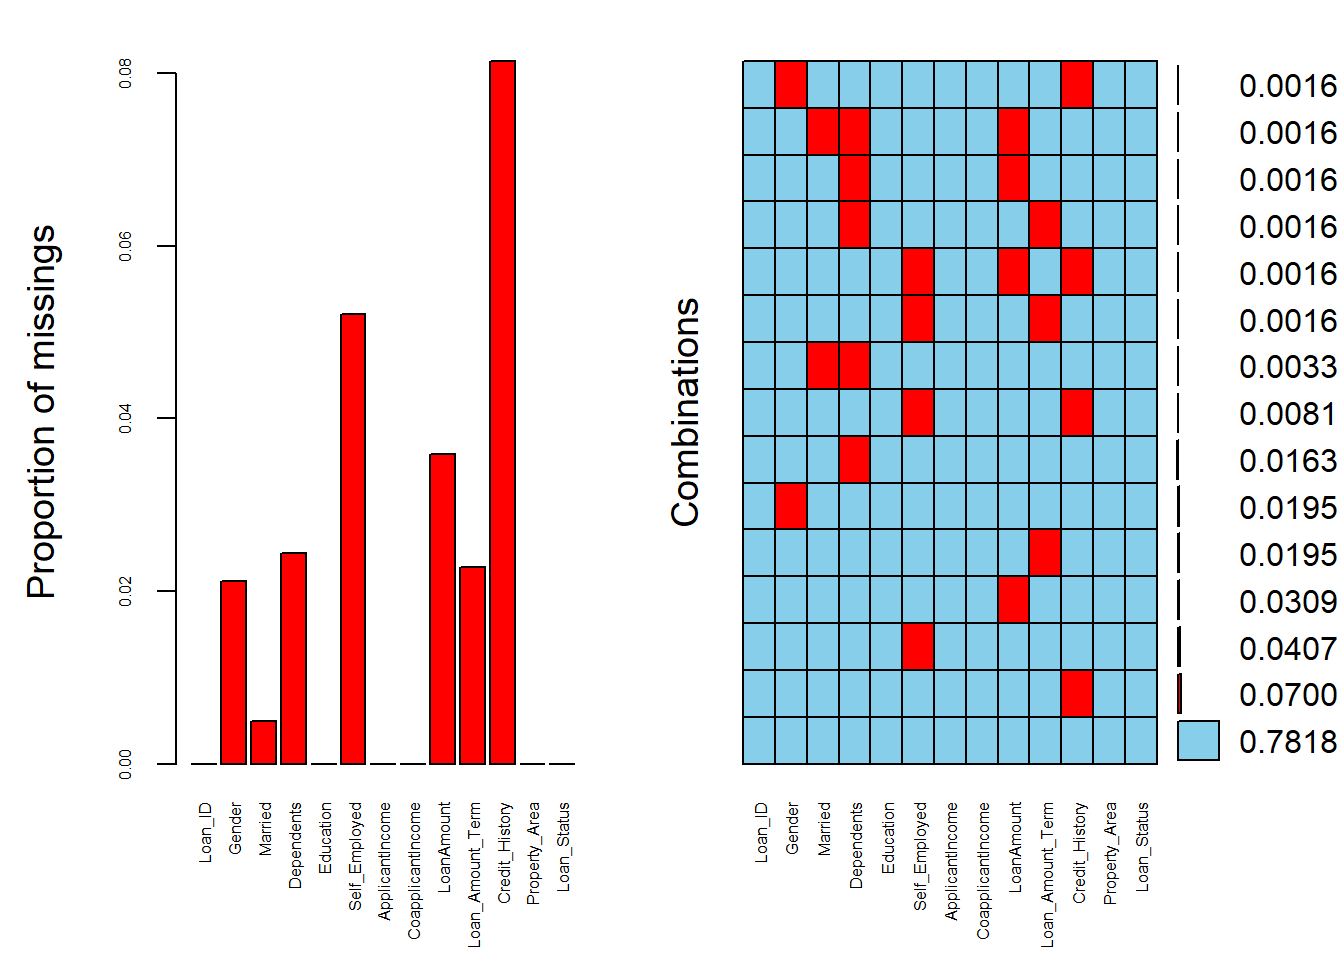 Proportion of missings
0.08
0.06
0.04
0.02
0.00
Loan_ID
Gender
Married
Dependents
Education
Self_Employed
ApplicantIncome
CoapplicantIncome
LoanAmount
Loan_Amount_Term
Credit_History
Property_Area
Loan_Status
Combinations
0.0016
0.0016
0.0016
0.0016
0.0016
0.0016
0.0033
0.0081
0.0163
0.0195
0.0195
0.0309
0.0407
0.0700
0.7818
Loan_ID
Gender
Married
Dependents
Education
Self_Employed
ApplicantIncome
CoapplicantIncome
LoanAmount
Loan_Amount_Term
Credit_History
Property_Area
Loan_Status